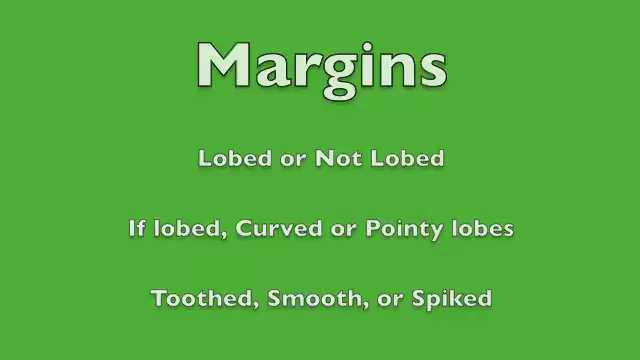 Margins
Lobed or Not Lobed
If lobed, Curved or Pointy lobes
Toothed, Smooth, or Spiked